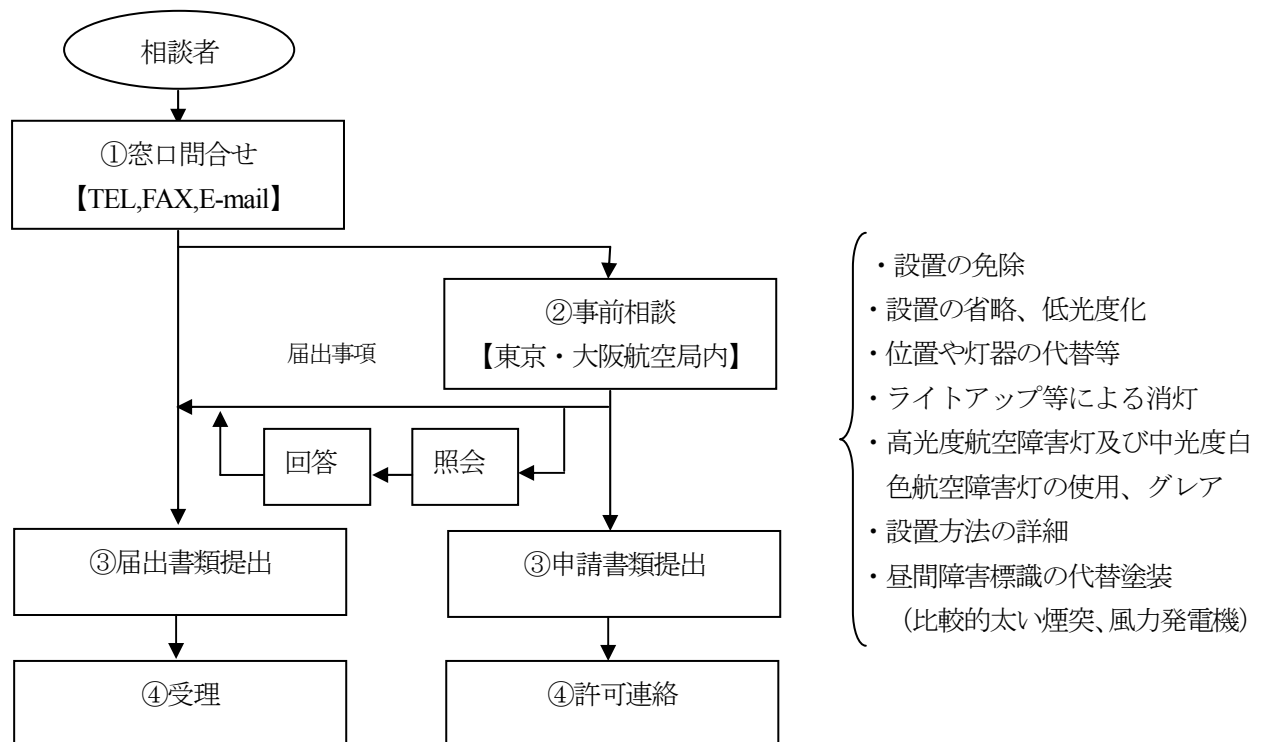 相談者
①窓口問合せ
【TEL,FAX,E-mail】
②事前相談
【東京・大阪航空局内】
届出事項
回答
照会
③届出書類提出
③申請書類提出
④受理
④許可連絡
・設置の免除
・設置の省略、低光度化
・位置や灯器の代替等
・ライトアップ等による消灯
・高光度航空障害灯及び中光度白
色航空障害灯の使用、グレア
・設置方法の詳細
・昼間障害標識の代替塗装
（比較的太い煙突、風力発電機）